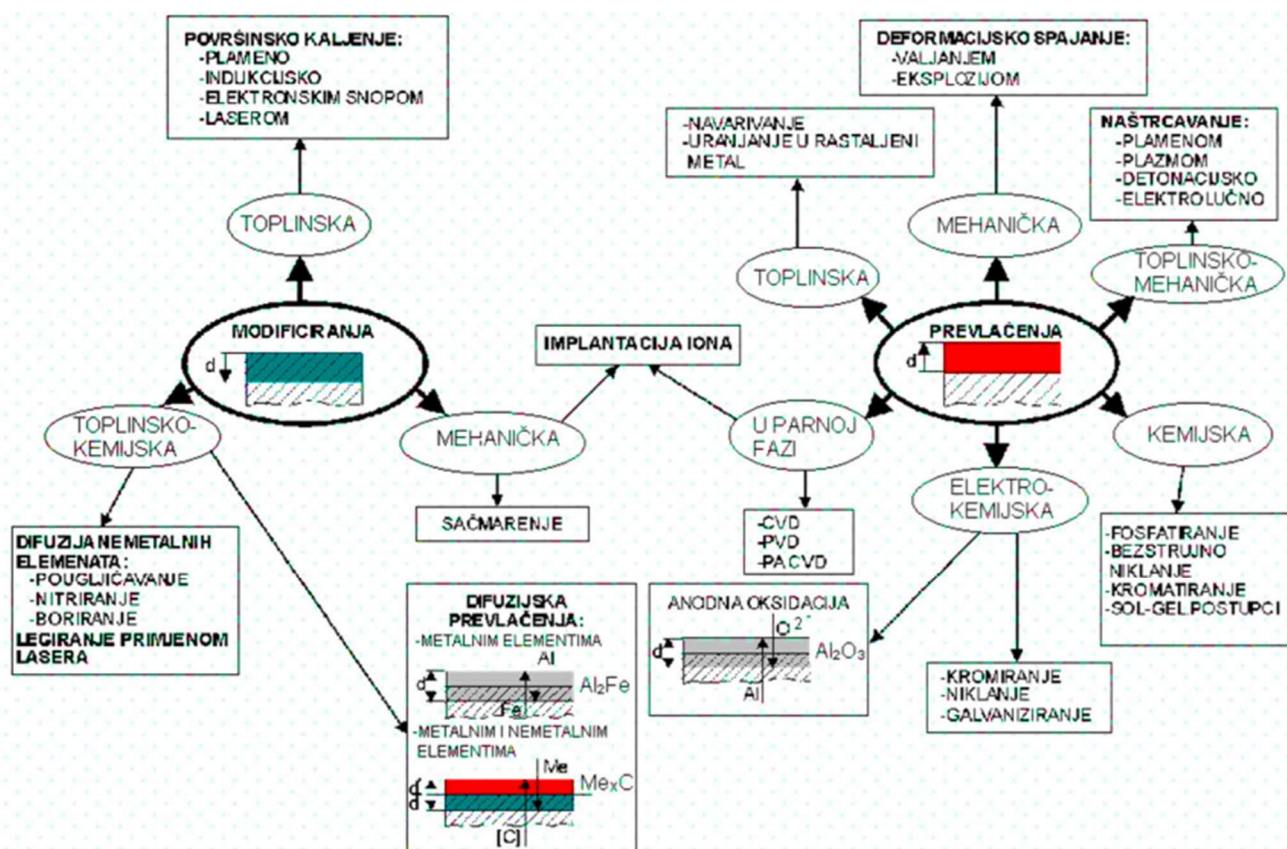 POVRŠINSKO KALJENJE:
-PLAMENO
-INDUKCIJSKO
-ELEKTRONSKIM SNOPOM
-LASEROM
TOPLINSKA
MODIFICIRANJA
d
TOPLINSKO-
KEMIJSKA
MEHANIČKA
DIFUZIJA NEMETALNIH
ELEMENATA:
-POUGLJIČAVANJE
-NITRIRANJE
-BORIRANJE
LEGIRANJE PRIMJENOM
LASERA
SAČMARENJE
IMPLANTACIJA IONA
DIFUZIJSKA
PREVLAČENJA:
-METALNIM ELEMENTIMA
Al
d
Al₂Fe
Fe
-METALNIM I NEMETALNIM
ELEMENTIMA
Me
d
MeₓC
d
[C]
DEFORMACIJSKO SPAJANJE:
-VALJANJEM
-EKSPLOZIJOM
-NAVARIVANJE
-URANJANJE U RASTALJENI
METAL
NAŠTRCAVANJE:
-PLAMENOM
-PLAZMOM
-DETONACIJSKO
-ELEKTROLUČNO
MEHANIČKA
TOPLINSKA
TOPLINSKO-
MEHANIČKA
PREVLAČENJA
d
U PARNOJ
FAZI
KEMIJSKA
ELEKTRO-
KEMIJSKA
-CVD
-PVD
-PACVD
-FOSFATIRANJE
-BEZSTRUJNO
NIKLANJE
-KROMATIRANJE
-SOL-GEL POSTUPCI
ANODNA OKSIDACIJA
O²⁻
d
Al₂O₃
Al
-KROMIRANJE
-NIKLANJE
-GALVANIZIRANJE